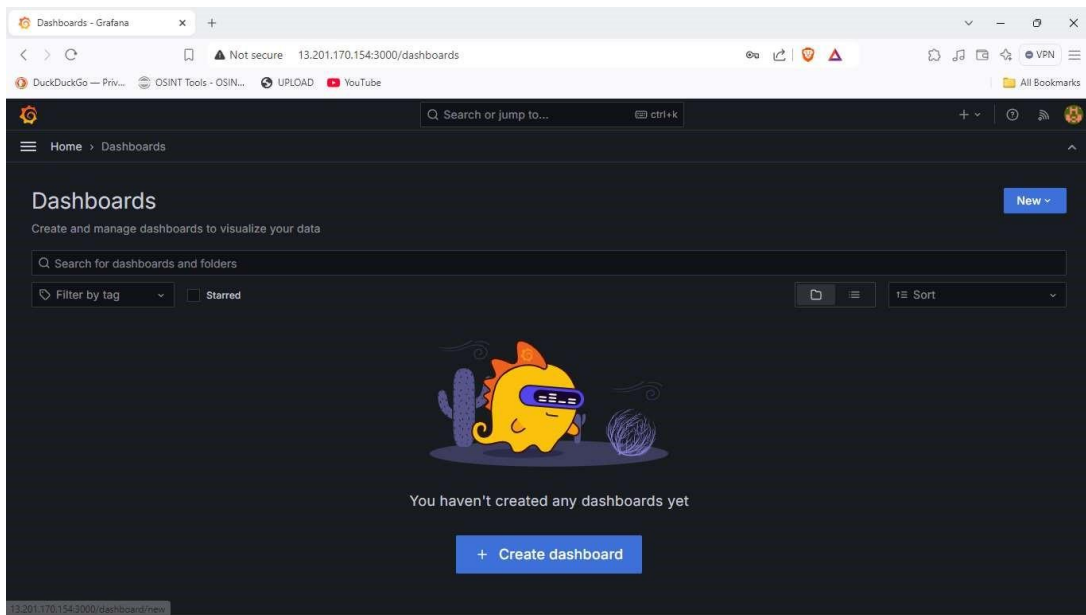 Dashboards - Grafana
Not secure 13.201.170.154:3000/dashboards
VPN
DuckDuckGo — Priv... OSINT Tools - OSIN... UPLOAD YouTube All Bookmarks
Search or jump to... ctrl+k
Home › Dashboards
Dashboards
New
Create and manage dashboards to visualize your data
Search for dashboards and folders
Filter by tag Starred Sort
You haven't created any dashboards yet
+ Create dashboard
13.201.170.154:3000/dashboard/new